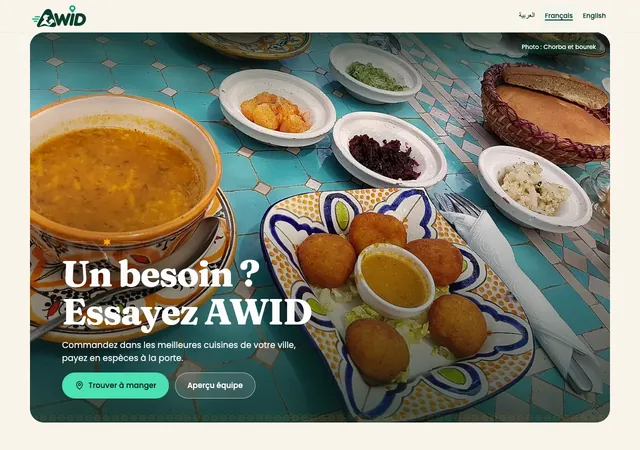 AWID
العربية
Français
English
Photo : Chorba et bourek
Un besoin ?
Essayez AWID
Commandez dans les meilleures cuisines de votre ville,
payez en espèces à la porte.
Trouver à manger
Aperçu équipe